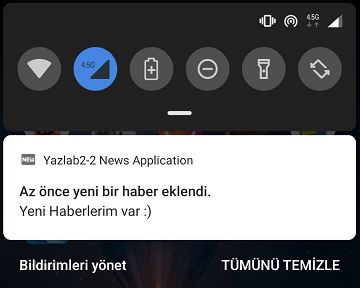 4.5G
4.5G
NEW Yazlab2-2 News Application
Az önce yeni bir haber eklendi.
Yeni Haberlerim var :)
Bildirimleri yönet TÜMÜNÜ TEMİZLE